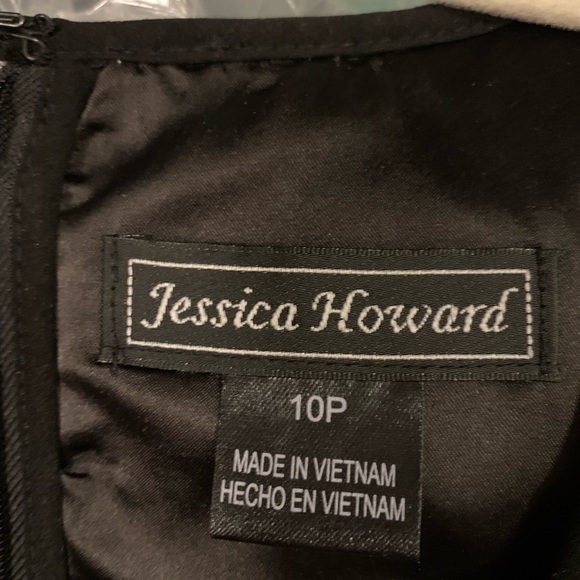 Jessica Howard
10P
MADE IN VIETNAM
HECHO EN VIETNAM